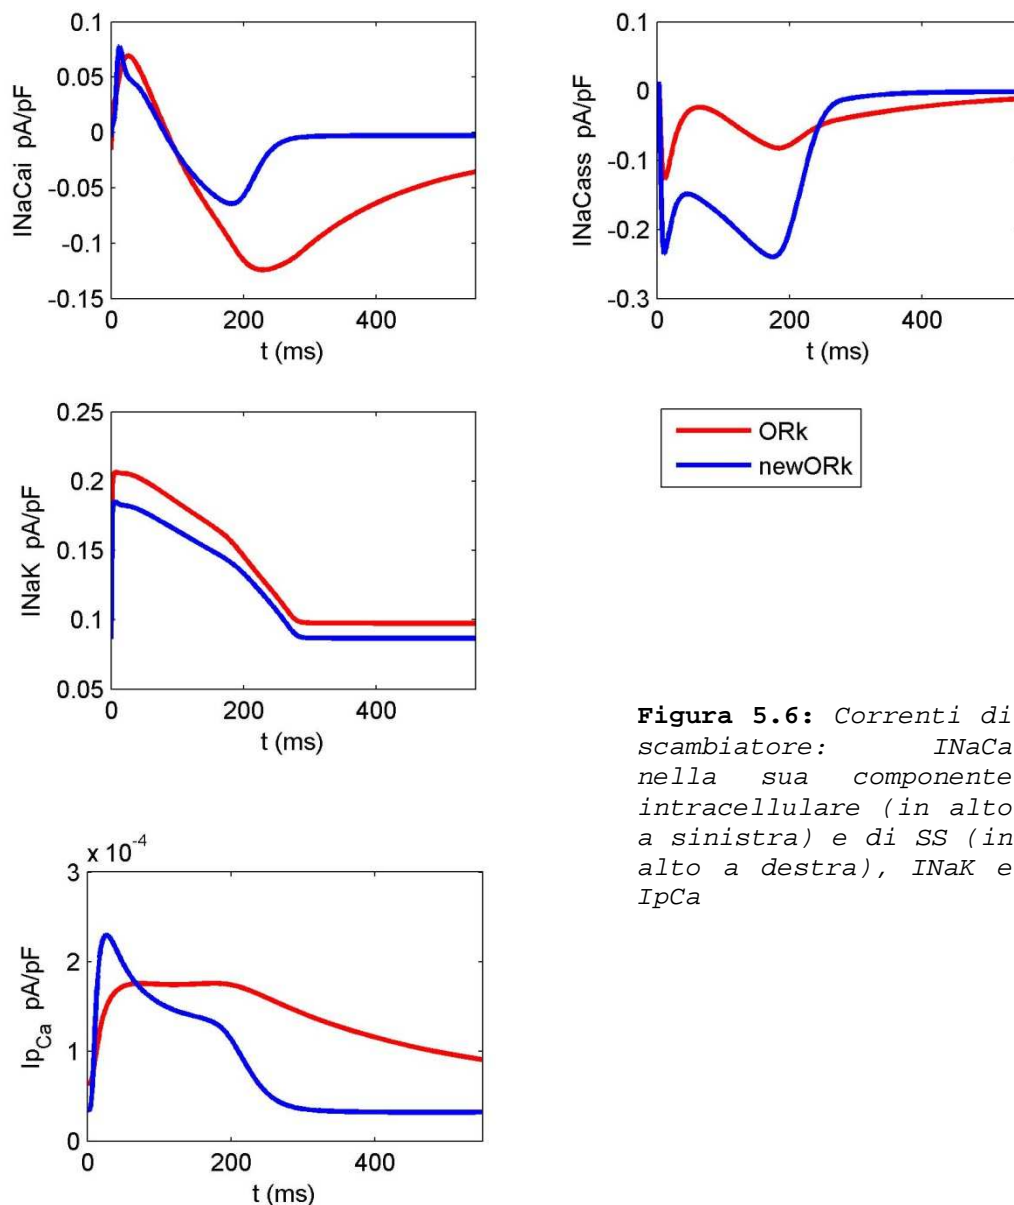 0.1
0.05
0
-0.05
-0.1
-0.15
INaCai pA/pF
0
200
400
t (ms)
0.1
0
-0.1
-0.2
-0.3
INaCass pA/pF
0
200
400
t (ms)
0.25
0.2
0.15
0.1
0.05
INaK pA/pF
0
200
400
t (ms)
ORk
newORk
Figura 5.6: Correnti di
scambiatore: INaCa
nella sua componente
intracellulare (in alto
a sinistra) e di SS (in
alto a destra), INaK e
IpCa
x 10⁻⁴
3
2
1
0
Ip_Ca pA/pF
0
200
400
t (ms)